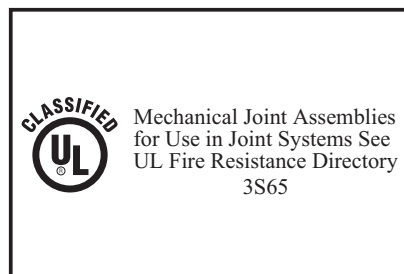 CLASSIFIED
UL
®
Mechanical Joint Assemblies
for Use in Joint Systems See
UL Fire Resistance Directory
3S65